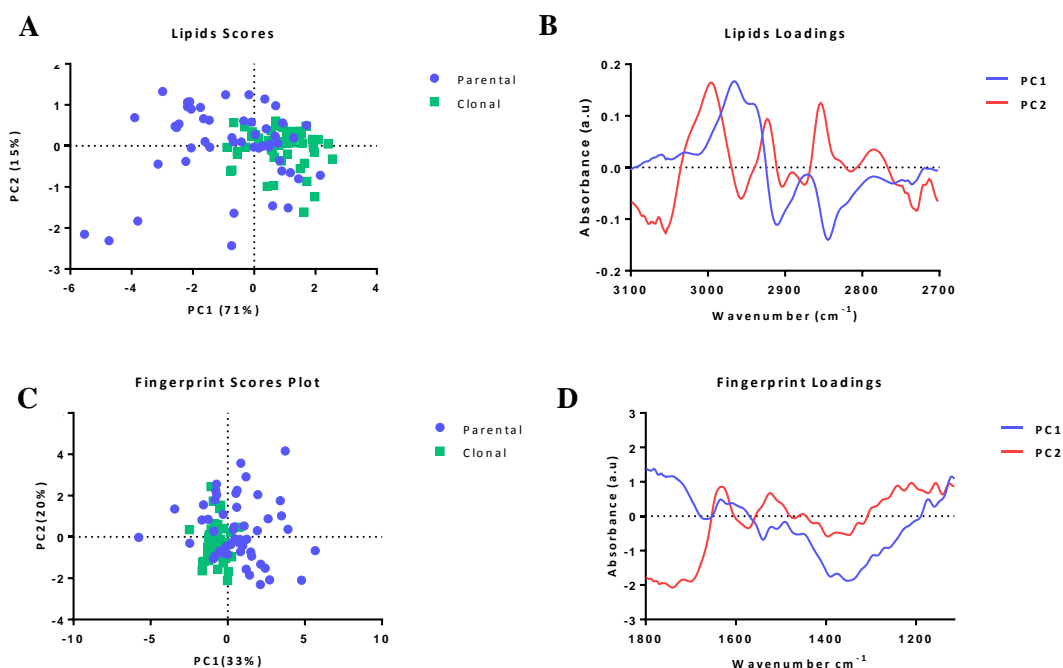 A
Lipids Scores
2
1
0
-1
-2
-3
PC2 (15%)
-6
-4
-2
0
2
4
PC1 (71%)
Parental
Clonal
B
Lipids Loadings
0.2
0.1
0.0
-0.1
-0.2
Absorbance (a.u)
3100
3000
2900
2800
2700
Wavenumber (cm-1)
PC1
PC2
C
Fingerprint Scores Plot
4
2
0
-2
-4
PC2(20%)
-10
-5
0
5
10
PC1(33%)
Parental
Clonal
D
Fingerprint Loadings
3
2
1
0
-1
-2
-3
Absorbance (a.u)
1800
1600
1400
1200
Wavenumber cm-1
PC1
PC2